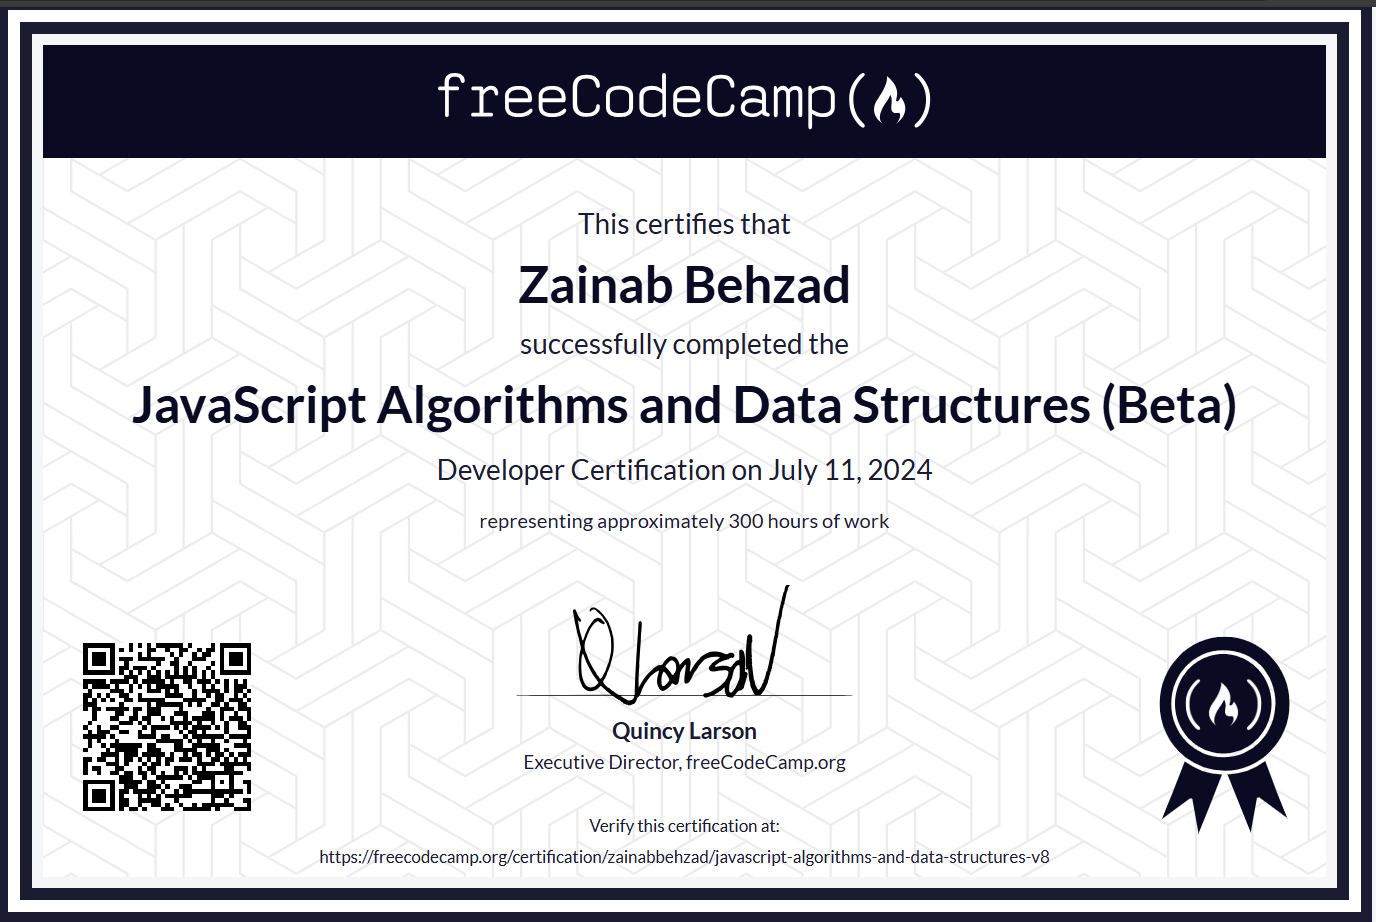 freeCodeCamp
This certifies that
Zainab Behzad
successfully completed the
JavaScript Algorithms and Data Structures (Beta)
Developer Certification on July 11, 2024
representing approximately 300 hours of work
Quincy Larson
Executive Director, freeCodeCamp.org
Verify this certification at:
https://freecodecamp.org/certification/zainabbehzad/javascript-algorithms-and-data-structures-v8